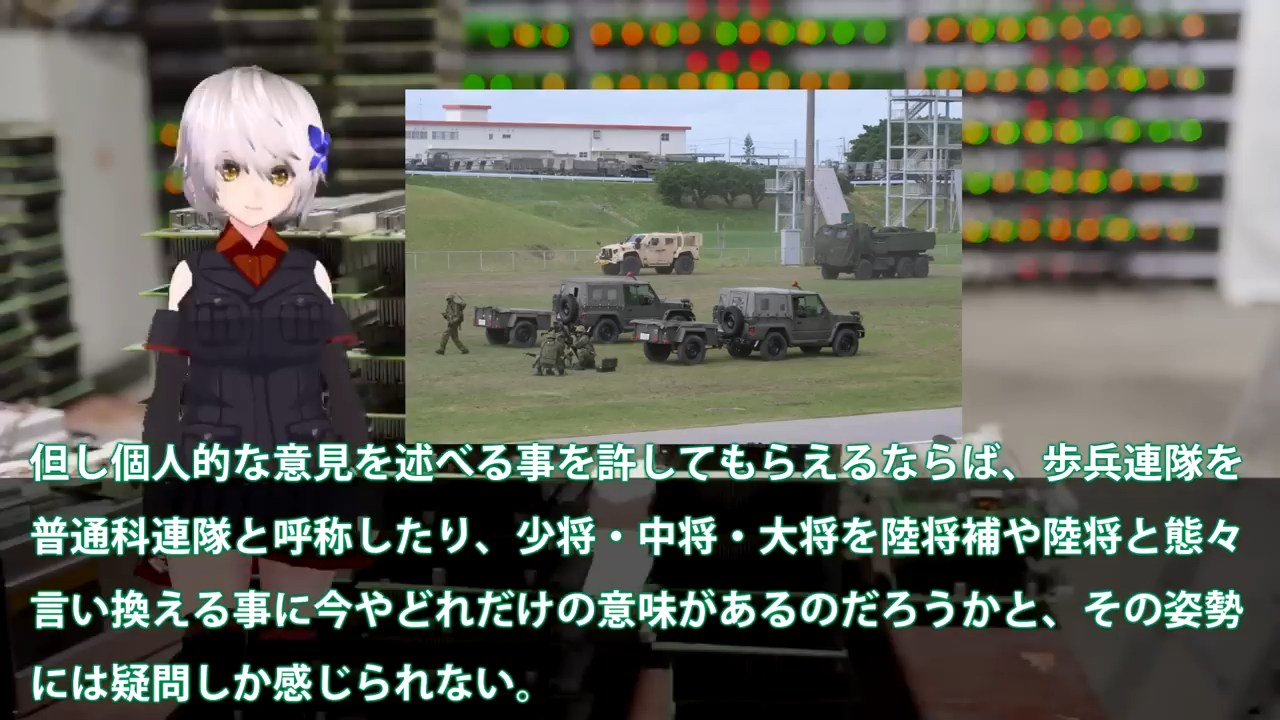 但し個人的な意見を述べる事を許してもらえるならば、歩兵連隊を
普通科連隊と呼称したり、少将・中将・大将を陸将補や陸将と態々
言い換える事に今やどれだけの意味があるのだろうかと、その姿勢
には疑問しか感じられない。